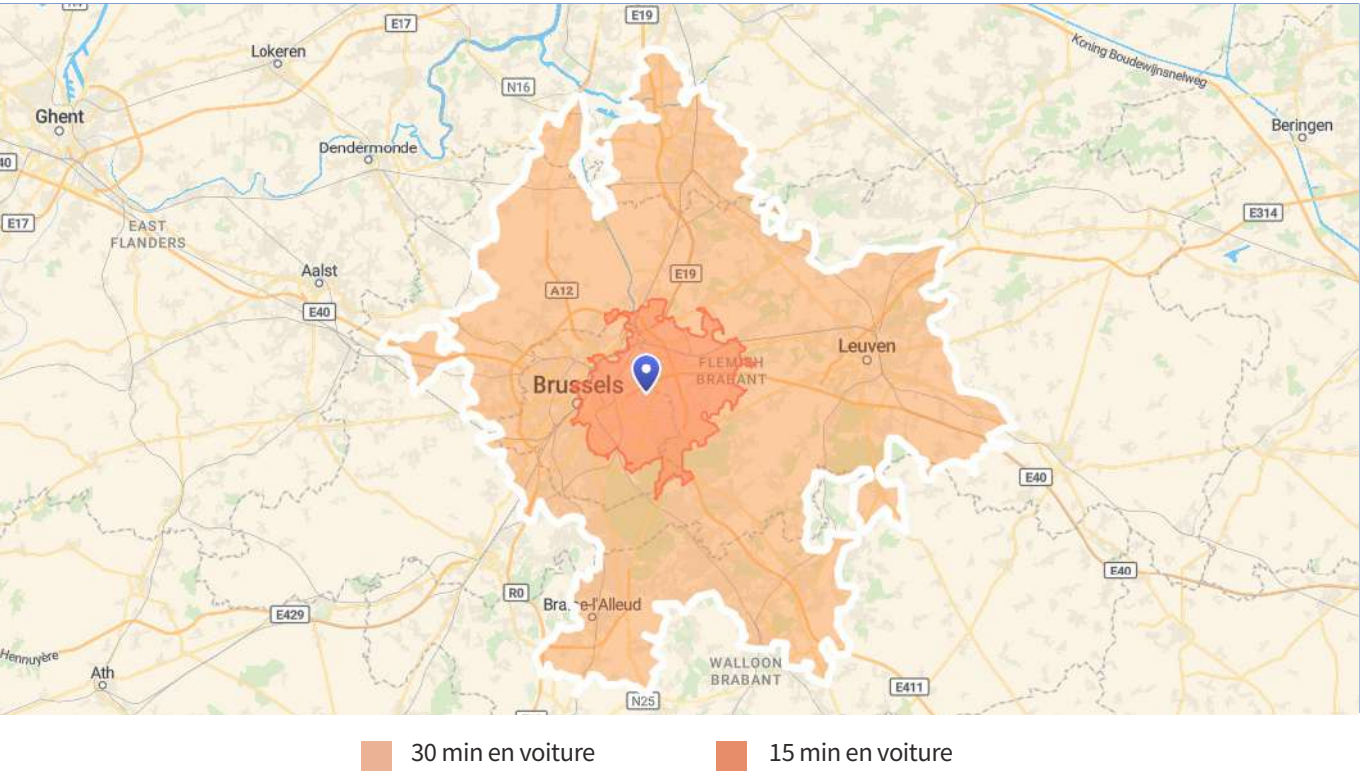 E19
E17
Lokeren
Koning Boudewijnsnelweg
N16
Ghent
Beringen
Dendermonde
40
E17
E314
EAST
FLANDERS
Aalst
E19
A12
E40
Leuven
FLEMISH
BRABANT
Brussels
E40
E40
R0
E429
Hennuyère
WALLOON
BRABANT
Ath
E411
N25
30 min en voiture
15 min en voiture